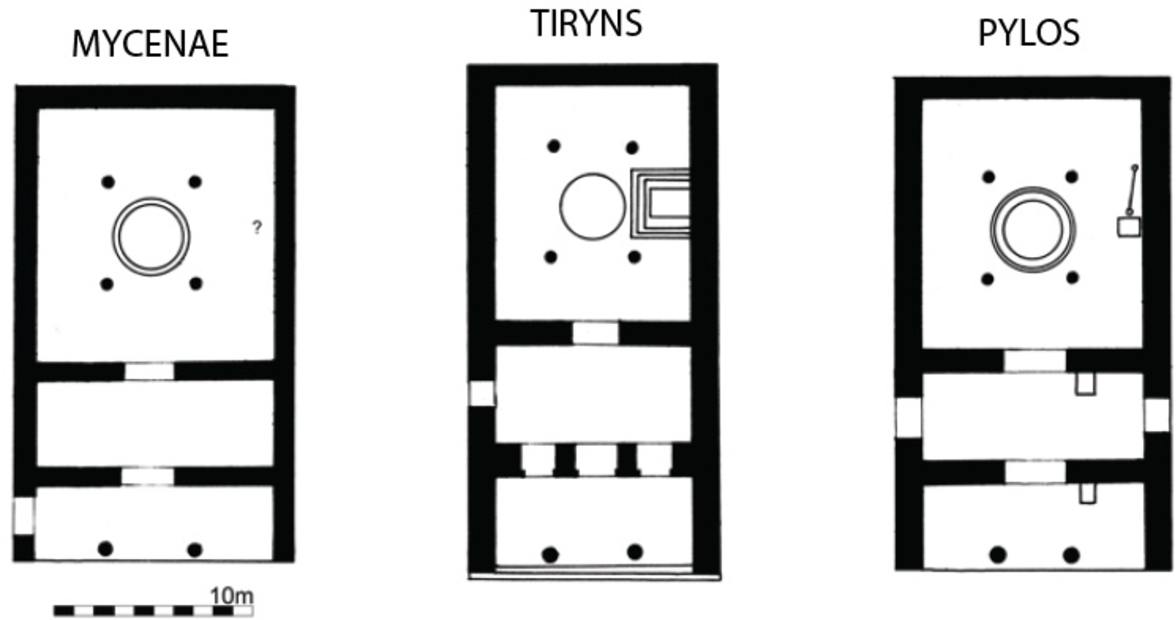 MYCENAE
TIRYNS
PYLOS
?
10m